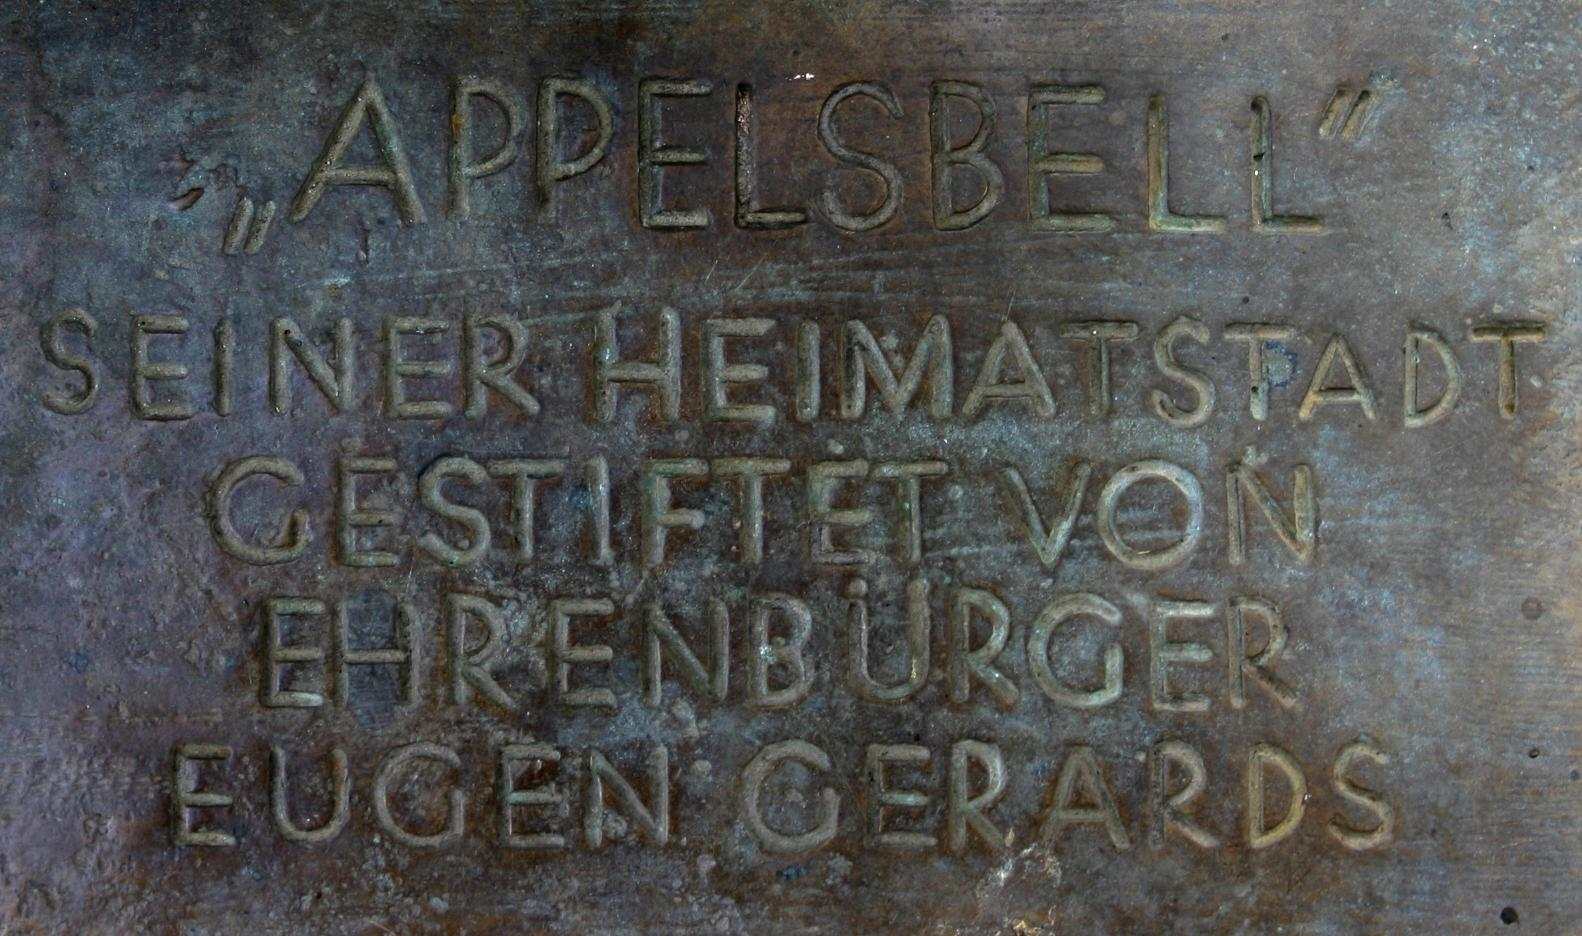 „APPELSBELL“
SEINER HEIMATSTADT
GESTIFTET VON
EHRENBÜRGER
EUGEN GERARDS